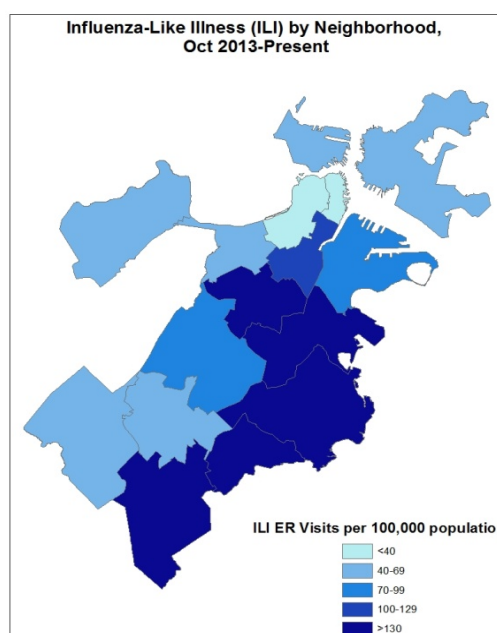 Influenza-Like Illness (ILI) by Neighborhood,
Oct 2013-Present
ILI ER Visits per 100,000 population
<40
40-69
70-99
100-129
>130